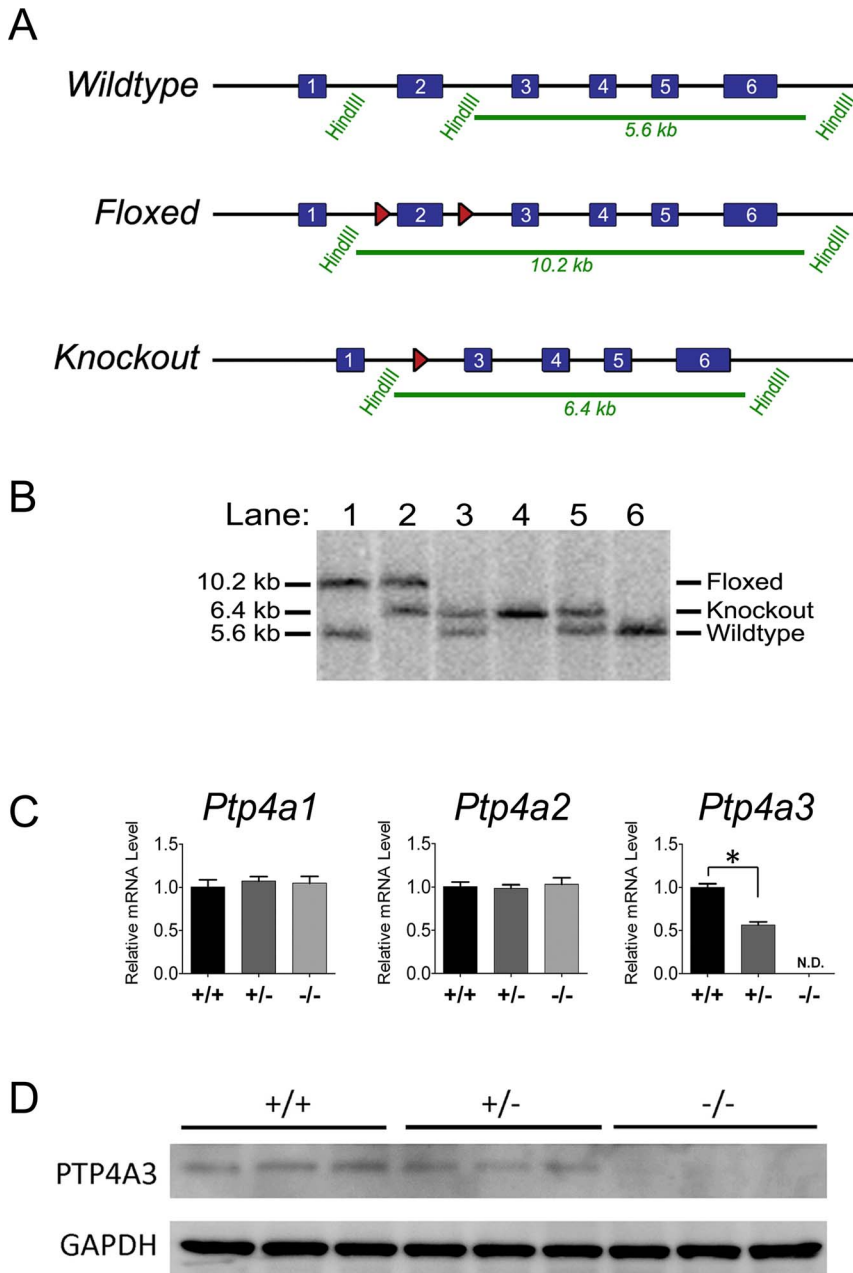 A
Wildtype
1 2 3 4 5 6
HindIII HindIII HindIII
5.6 kb
Floxed
1 2 3 4 5 6
HindIII HindIII
10.2 kb
Knockout
1 3 4 5 6
HindIII HindIII
6.4 kb
B
Lane: 1 2 3 4 5 6
10.2 kb Floxed
6.4 kb Knockout
5.6 kb Wildtype
C
Ptp4a1
Relative mRNA Level
1.5
1.0
0.5
0.0
+/+ +/- -/-
Ptp4a2
Relative mRNA Level
1.5
1.0
0.5
0.0
+/+ +/- -/-
Ptp4a3
Relative mRNA Level
1.5
1.0
0.5
0.0
*
N.D.
+/+ +/- -/-
D
+/+ +/- -/-
PTP4A3
GAPDH